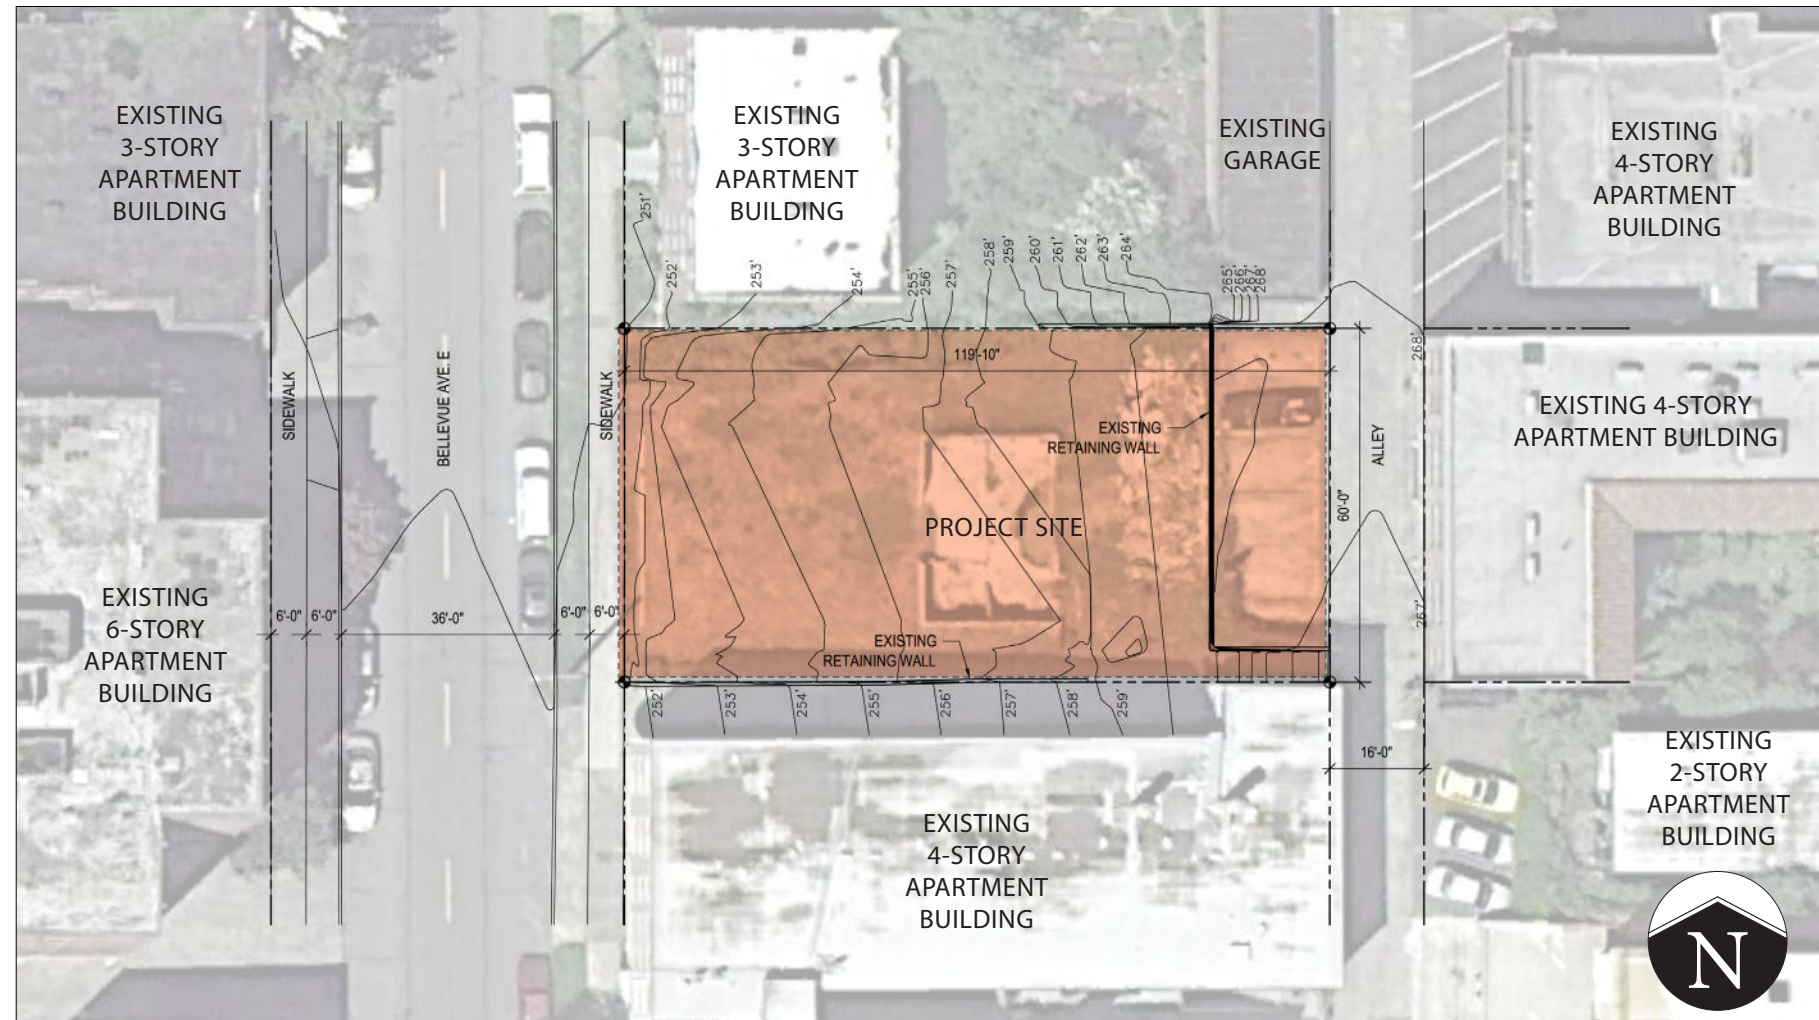 EXISTING
3-STORY
APARTMENT
BUILDING
EXISTING
3-STORY
APARTMENT
BUILDING
EXISTING
GARAGE
EXISTING
4-STORY
APARTMENT
BUILDING
251'
252'
253'
254'
255'
256'
257'
258'
259'
260'
261'
262'
263'
264'
265'
266'
267'
268'
268'
119'-10"
SIDEWALK
BELLEVUE AVE. E
SIDEWALK
EXISTING
RETAINING WALL
ALLEY
60'-0"
EXISTING 4-STORY
APARTMENT BUILDING
PROJECT SITE
EXISTING
6-STORY
APARTMENT
BUILDING
6'-0"
6'-0"
36'-0"
6'-0"
6'-0"
EXISTING
RETAINING WALL
267'
252'
253'
254'
255'
256'
257'
258'
259'
16'-0"
EXISTING
2-STORY
APARTMENT
BUILDING
EXISTING
4-STORY
APARTMENT
BUILDING
N